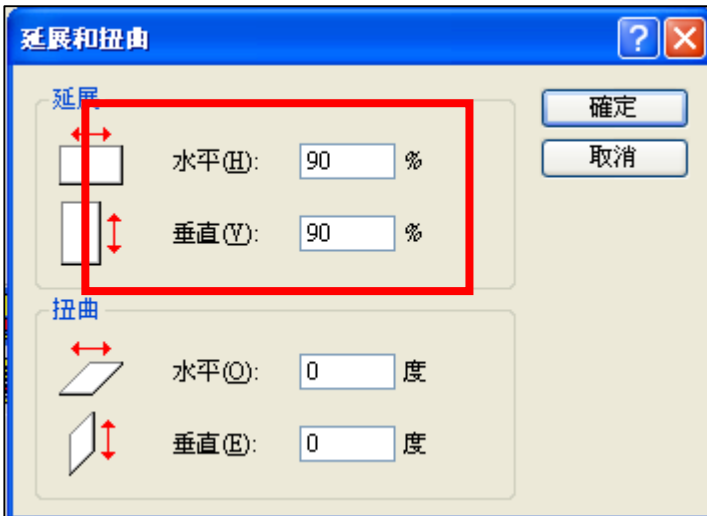 延展和扭曲
延展
水平(H): 90 %
垂直(V): 90 %
扭曲
水平(O): 0 度
垂直(E): 0 度
確定
取消